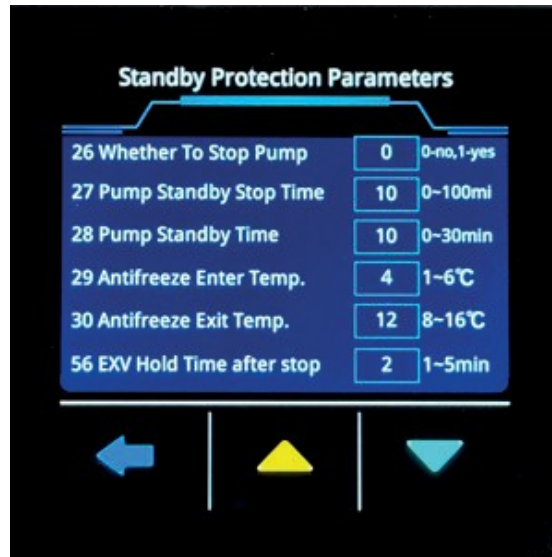 Standby Protection Parameters
26 Whether To Stop Pump 0 0-no,1-yes
27 Pump Standby Stop Time 10 0~100mi
28 Pump Standby Time 10 0~30min
29 Antifreeze Enter Temp. 4 1~6℃
30 Antifreeze Exit Temp. 12 8~16℃
56 EXV Hold Time after stop 2 1~5min